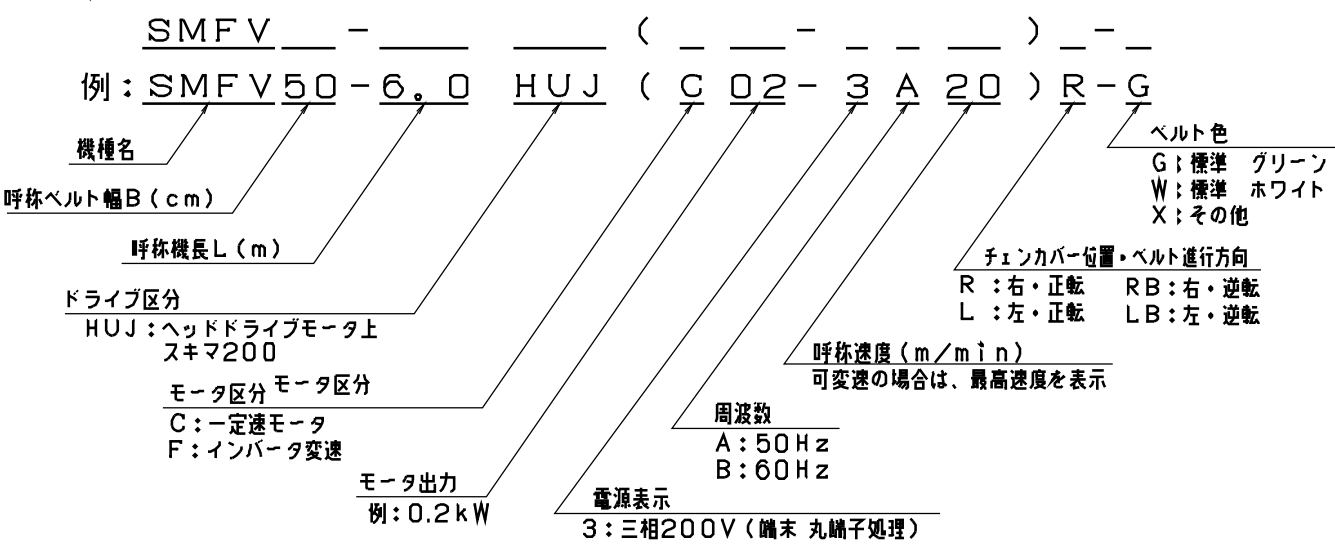 SMFV __ - ___ ___ ( _ __ - _ _ __ ) _ - _
例：SMFV50-6.0 HUJ (C02-3A20)R-G
機種名
呼称ベルト幅B(cm)
呼称機長L(m)
ドライブ区分
HUJ：ヘッドドライブモータ上
スキマ200
モータ区分 モータ区分
C：一定速モータ
F：インバータ変速
モータ出力
例：0.2kW
電源表示
3：三相200V(端末 丸端子処理)
周波数
A：50Hz
B：60Hz
呼称速度(m/min)
可変速の場合は、最高速度を表示
チェンカバー位置・ベルト進行方向
R ：右・正転 RB：右・逆転
L ：左・正転 LB：左・逆転
ベルト色
G：標準 グリーン
W：標準 ホワイト
X：その他